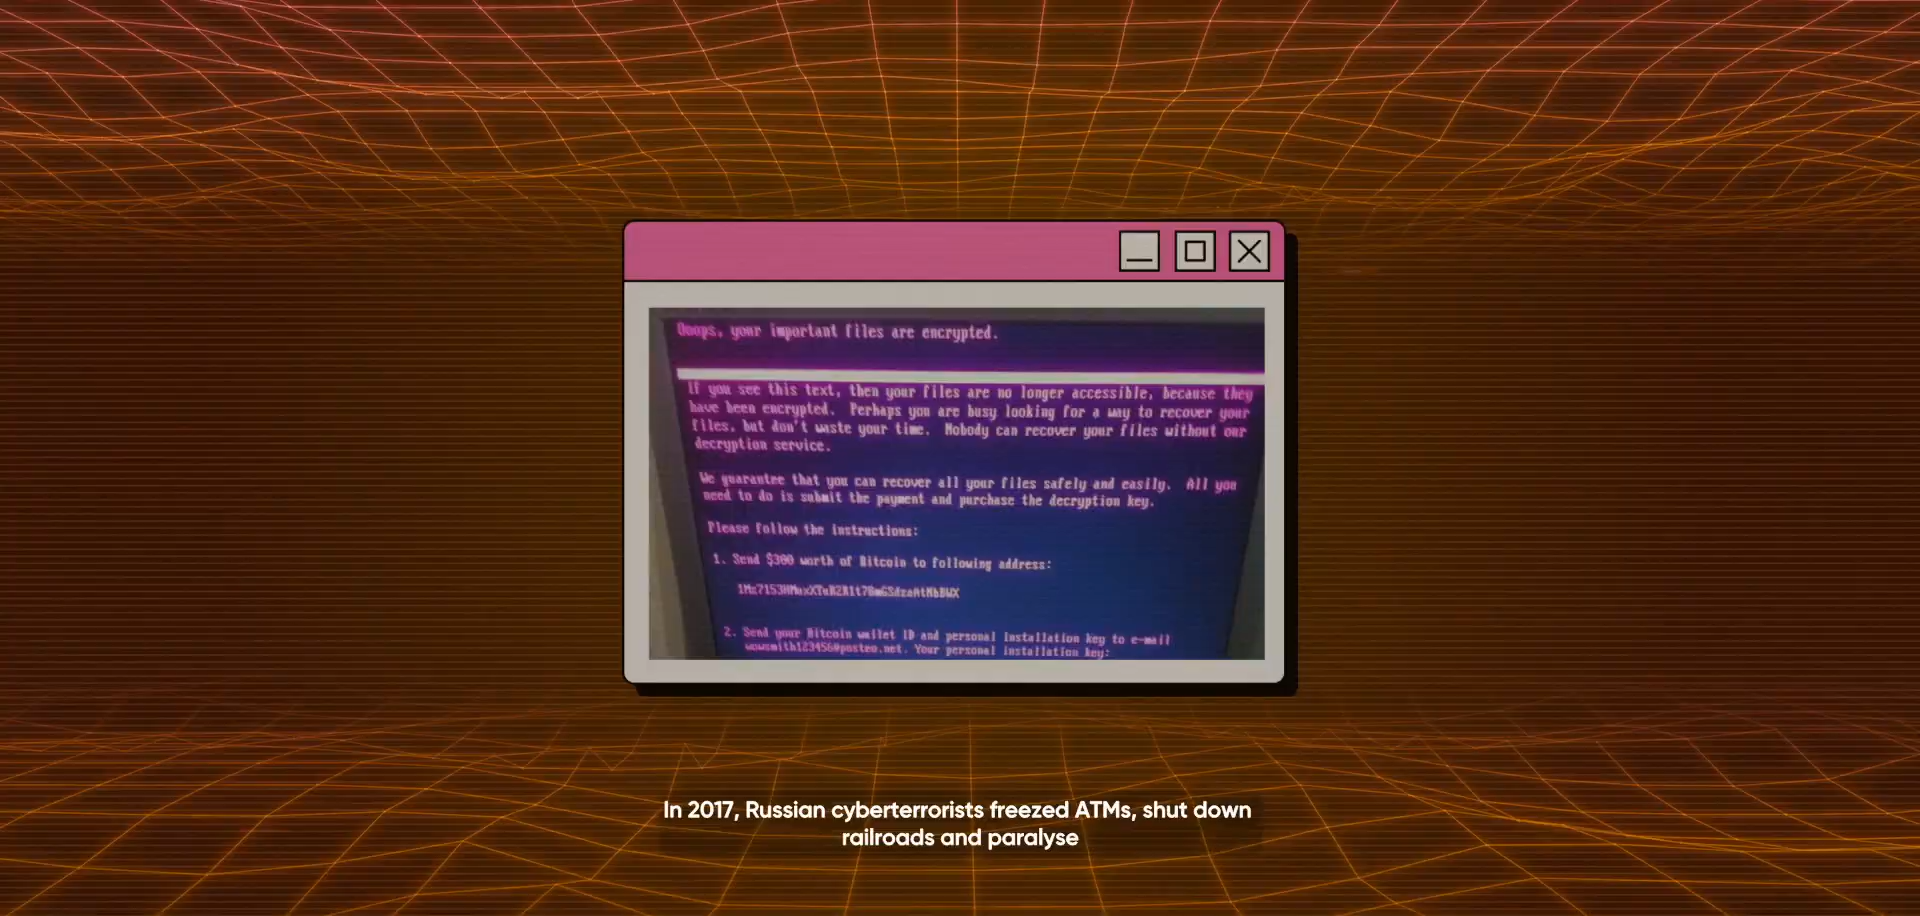 Ooops, your important files are encrypted.
If you see this text, then your files are no longer accessible, because they
have been encrypted. Perhaps you are busy looking for a way to recover your
files, but don't waste your time. Nobody can recover your files without our
decryption service.
We guarantee that you can recover all your files safely and easily. All you
need to do is submit the payment and purchase the decryption key.
Please follow the instructions:
1. Send $300 worth of Bitcoin to following address:
2. Send your Bitcoin wallet ID and personal installation key to e-mail
wowsmith123456@posteo.net. Your personal installation key:
In 2017, Russian cyberterrorists freezed ATMs, shut down
railroads and paralyse